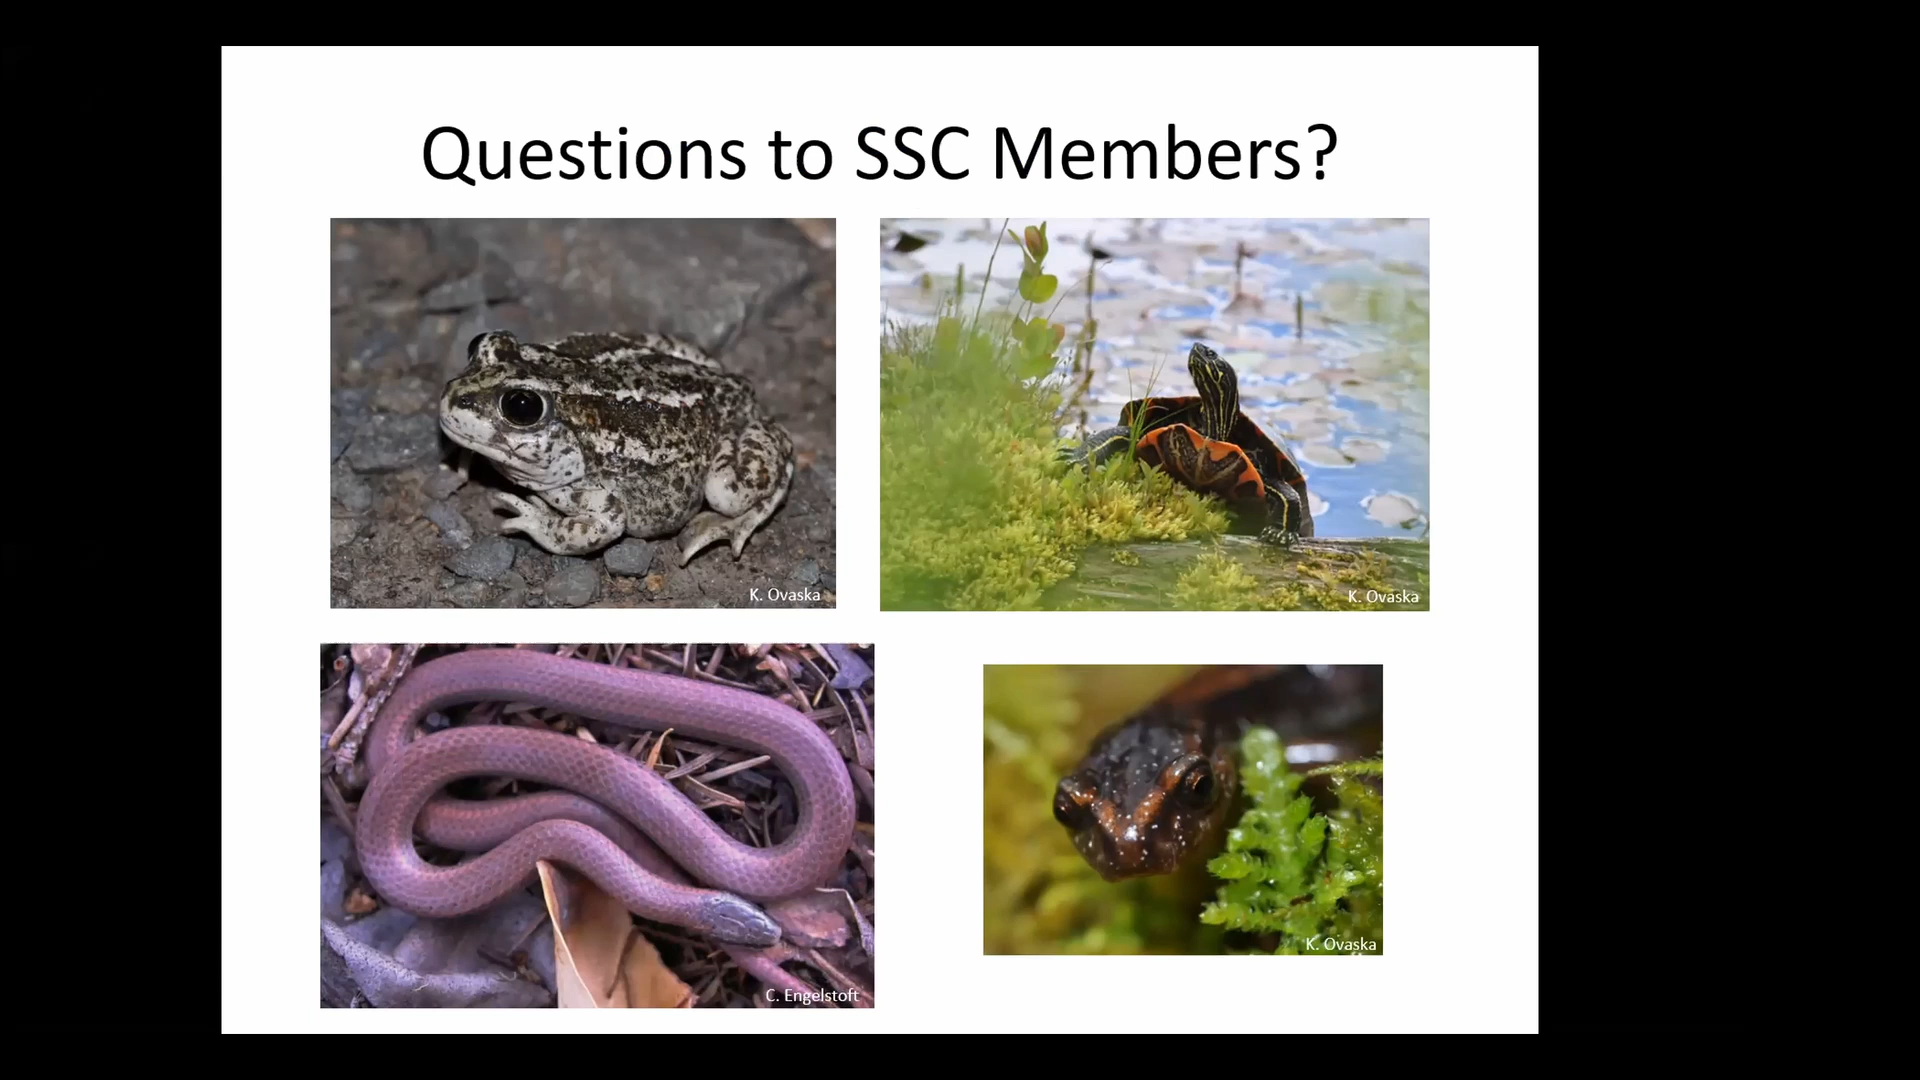 Questions to SSC Members?
K. Ovaska
K. Ovaska
C. Engelstoft
K. Ovaska